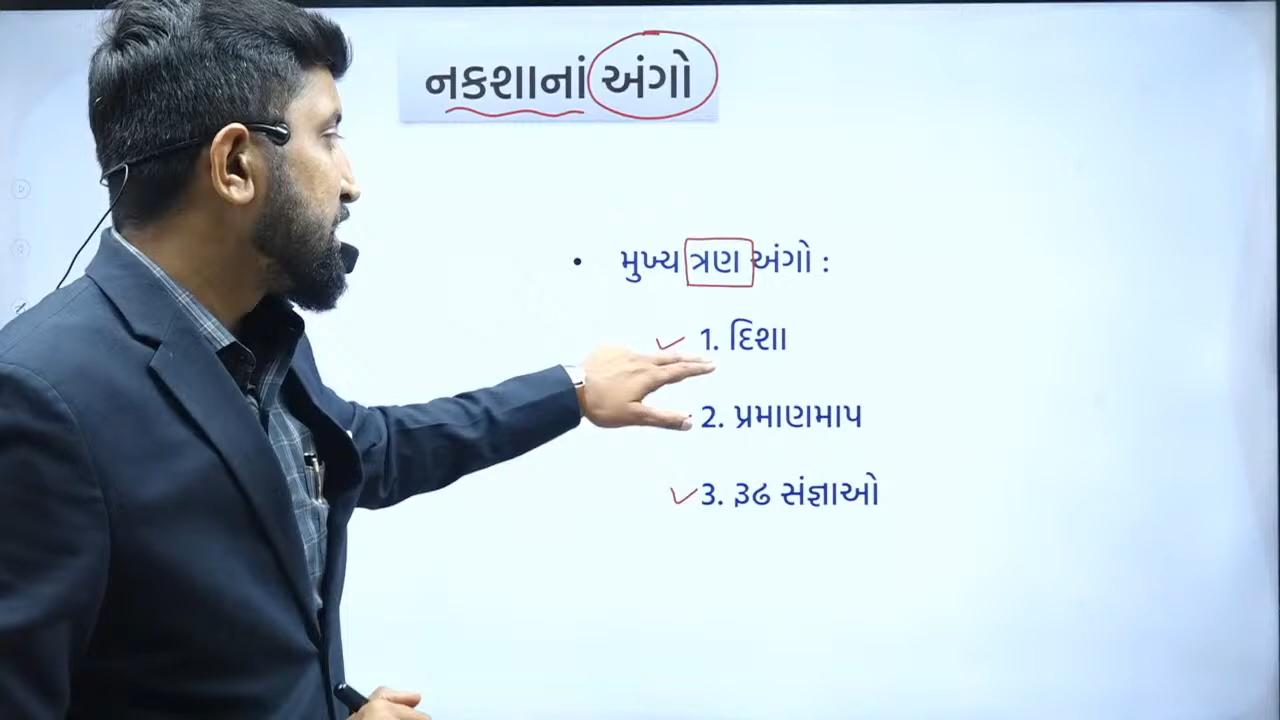 નકશાનાં અંગો
• મુખ્ય ત્રણ અંગો :
1. દિશા
2. પ્રમાણમાપ
3. રૂઢ સંજ્ઞાઓ